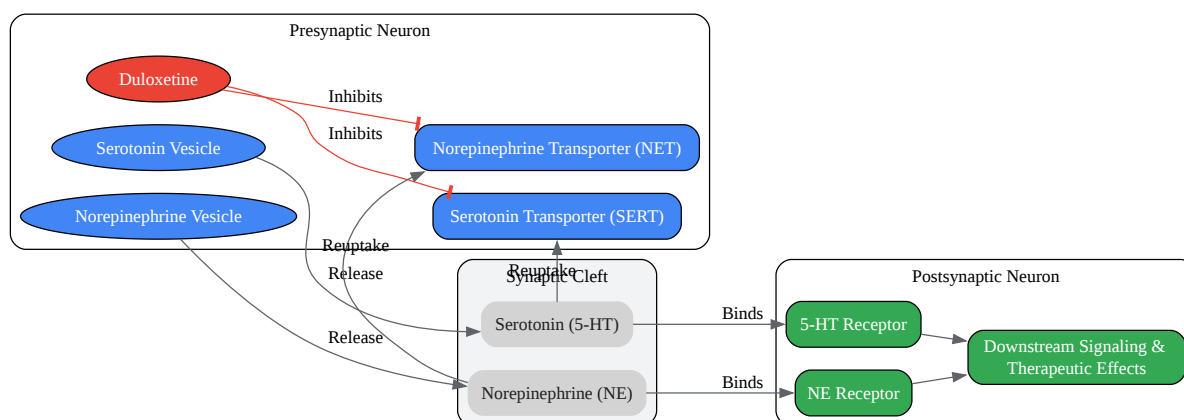 Presynaptic Neuron
Duloxetine
Inhibits
Inhibits
Serotonin Vesicle
Norepinephrine Transporter (NET)
Norepinephrine Vesicle
Serotonin Transporter (SERT)
Reuptake
Release
Reuptake
Synaptic Cleft
Postsynaptic Neuron
Serotonin (5-HT)
Binds
5-HT Receptor
Release
Downstream Signaling &
Therapeutic Effects
Norepinephrine (NE)
Binds
NE Receptor